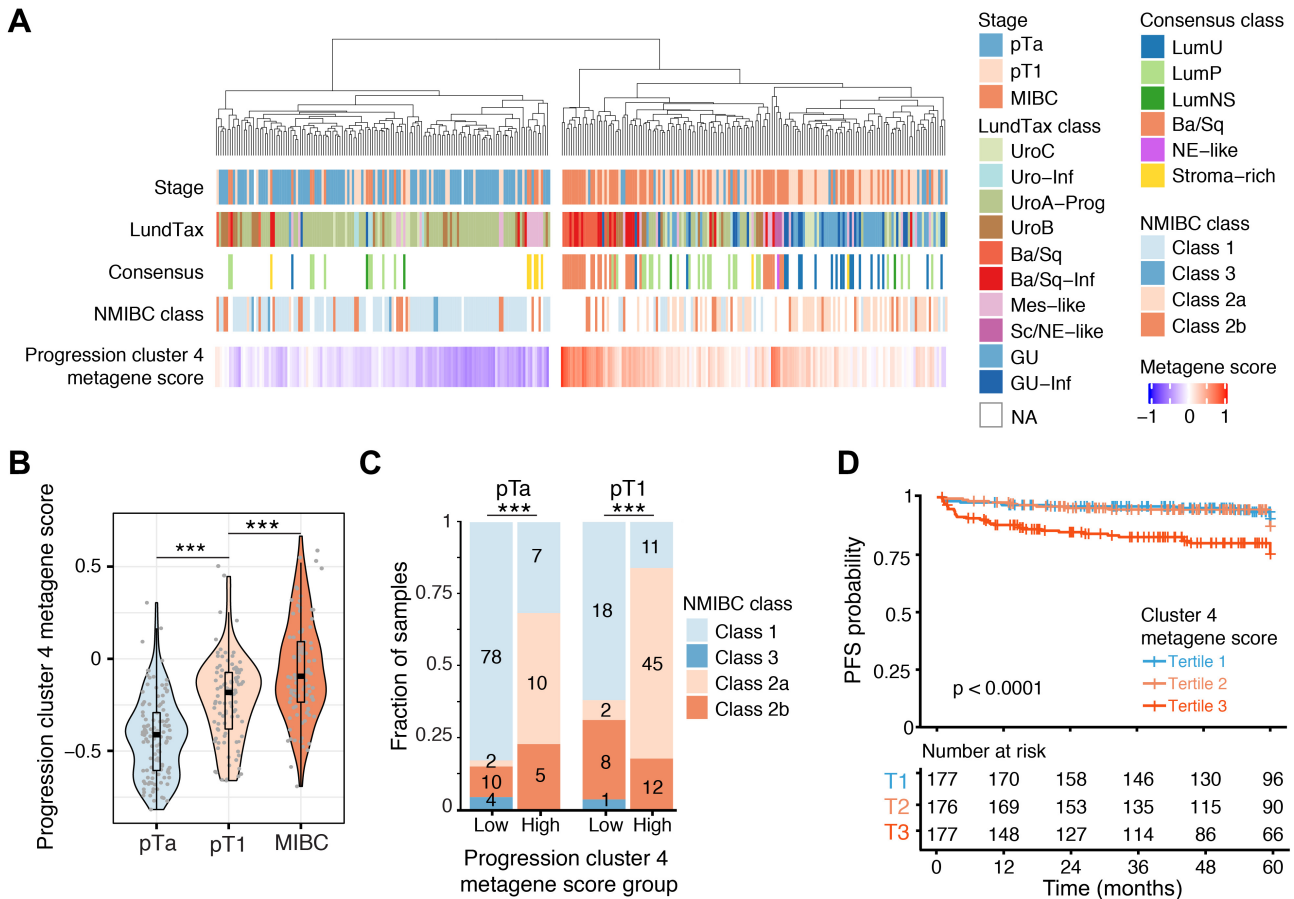 A
Stage
LundTax
Consensus
NMIBC class
Progression cluster 4
metagene score
Stage
pTa
pT1
MIBC
LundTax class
UroC
Uro−Inf
UroA−Prog
UroB
Ba/Sq
Ba/Sq−Inf
Mes−like
Sc/NE−like
GU
GU−Inf
NA
Consensus class
LumU
LumP
LumNS
Ba/Sq
NE−like
Stroma−rich
NMIBC class
Class 1
Class 3
Class 2a
Class 2b
Metagene score
−1 0 1
B
Progression cluster 4 metagene score
0.5
0
−0.5
***
***
pTa pT1 MIBC
C
pTa pT1
*** ***
Fraction of samples
1
0.75
0.5
0.25
0
78
2
10
4
7
10
5
18
2
8
1
11
45
12
Low High Low High
Progression cluster 4
metagene score group
NMIBC class
Class 1
Class 3
Class 2a
Class 2b
D
PFS probability
1
0.75
0.5
0.25
0
p < 0.0001
Cluster 4
metagene score
Tertile 1
Tertile 2
Tertile 3
Number at risk
T1 177 170 158 146 130 96
T2 176 169 153 135 115 90
T3 177 148 127 114 86 66
0 12 24 36 48 60
Time (months)